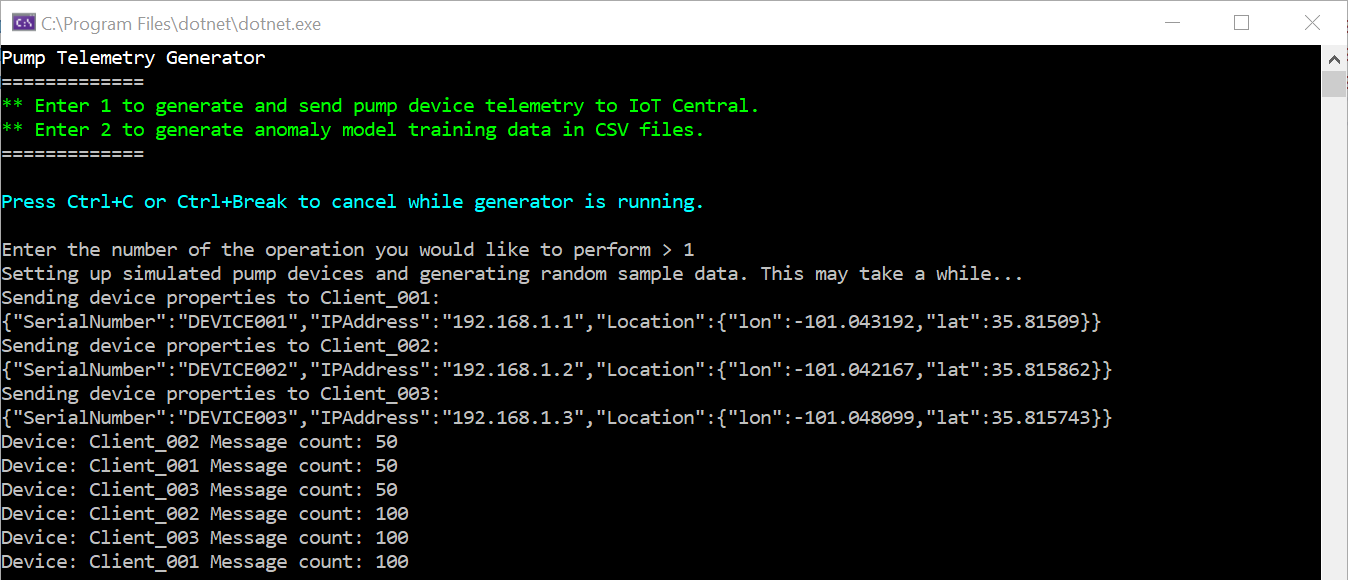 C:\Program Files\dotnet\dotnet.exe
Pump Telemetry Generator
=============
** Enter 1 to generate and send pump device telemetry to IoT Central.
** Enter 2 to generate anomaly model training data in CSV files.
=============
Press Ctrl+C or Ctrl+Break to cancel while generator is running.
Enter the number of the operation you would like to perform > 1
Setting up simulated pump devices and generating random sample data. This may take a while...
Sending device properties to Client_001:
{"SerialNumber":"DEVICE001","IPAddress":"192.168.1.1","Location":{"lon":-101.043192,"lat":35.81509}}
Sending device properties to Client_002:
{"SerialNumber":"DEVICE002","IPAddress":"192.168.1.2","Location":{"lon":-101.042167,"lat":35.815862}}
Sending device properties to Client_003:
{"SerialNumber":"DEVICE003","IPAddress":"192.168.1.3","Location":{"lon":-101.048099,"lat":35.815743}}
Device: Client_002 Message count: 50
Device: Client_001 Message count: 50
Device: Client_003 Message count: 50
Device: Client_002 Message count: 100
Device: Client_003 Message count: 100
Device: Client_001 Message count: 100